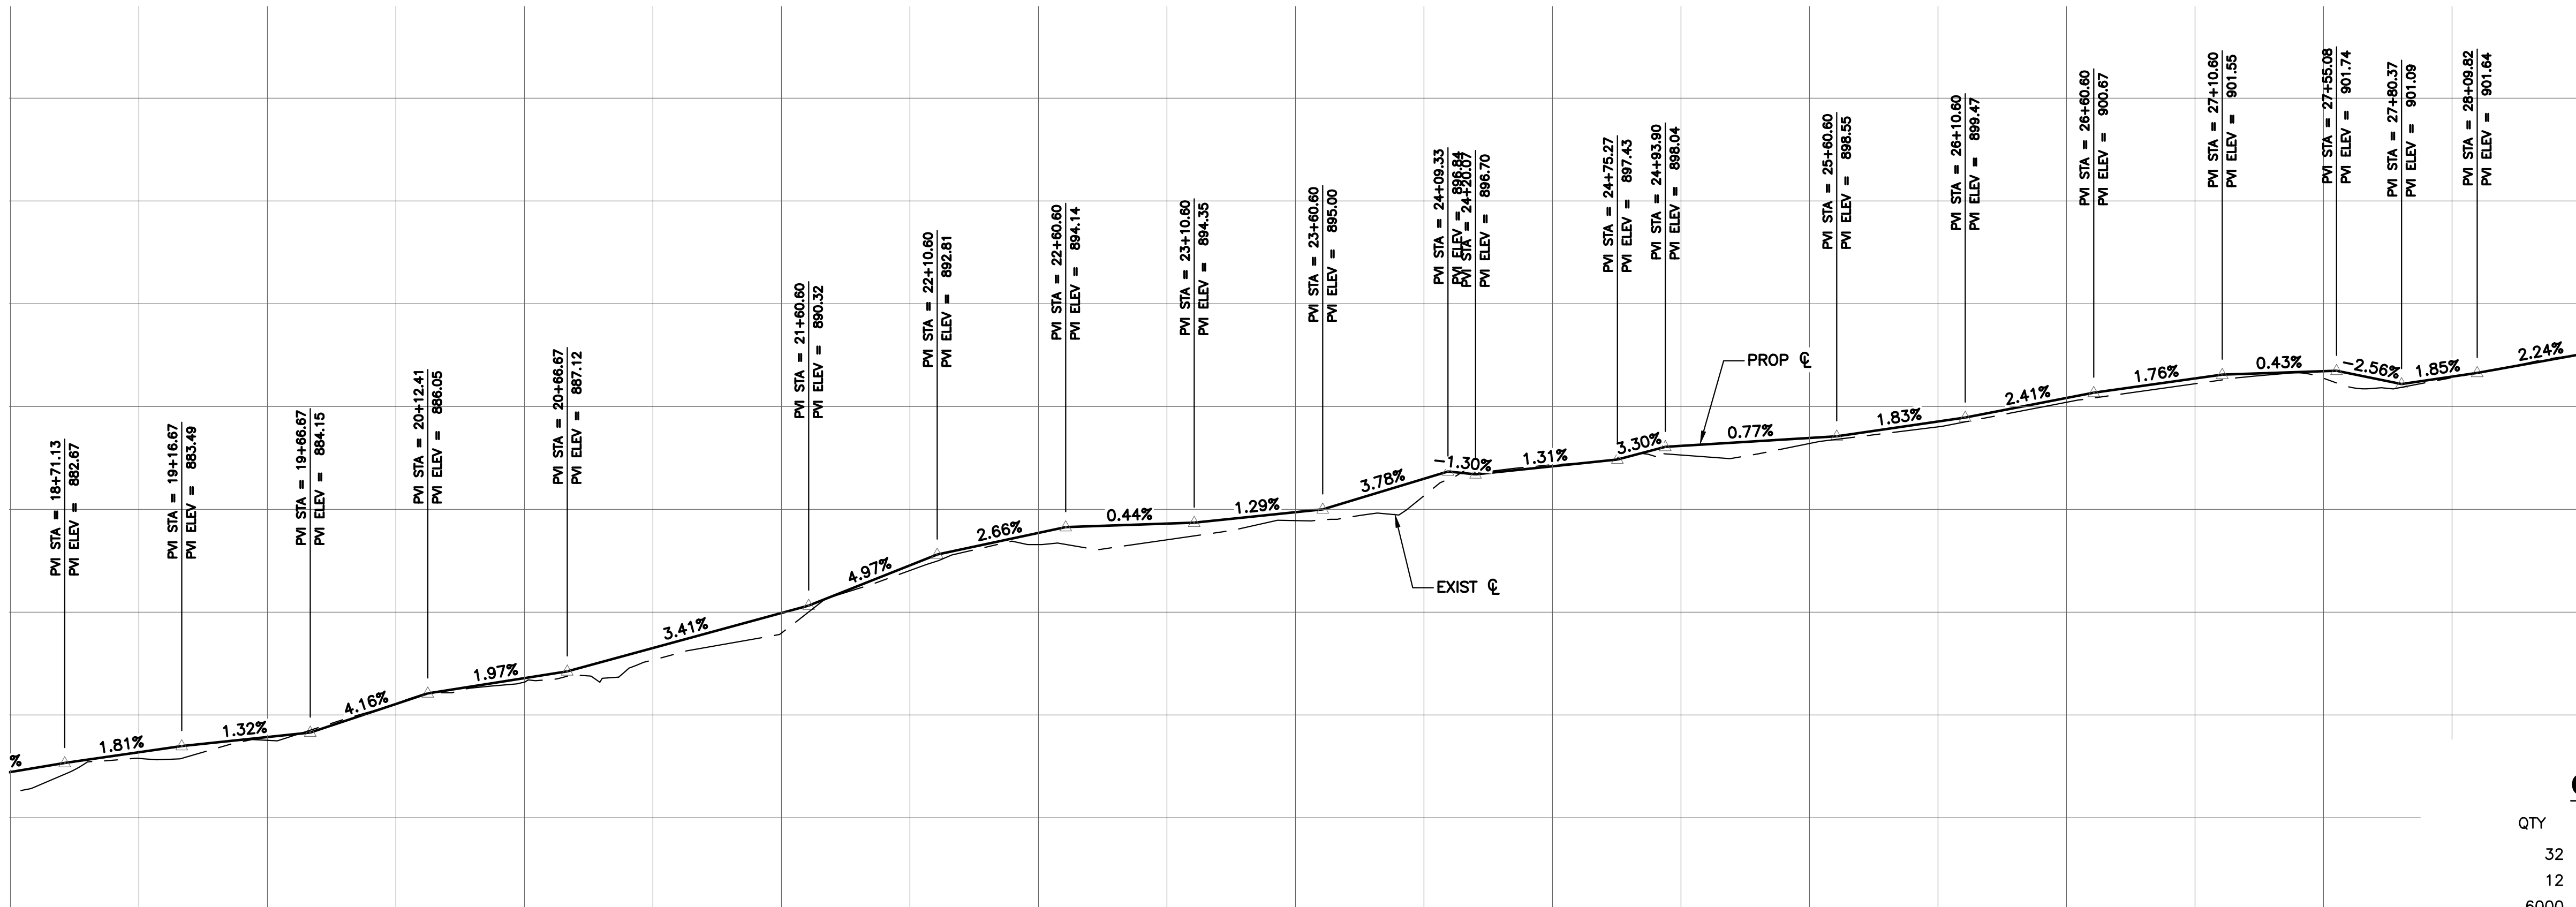 %
PVI STA = 18+71.13
PVI ELEV = 882.67
1.81%
PVI STA = 19+16.67
PVI ELEV = 883.49
1.32%
PVI STA = 19+66.67
PVI ELEV = 884.15
4.16%
PVI STA = 20+12.41
PVI ELEV = 886.05
1.97%
PVI STA = 20+66.67
PVI ELEV = 887.12
3.41%
PVI STA = 21+60.60
PVI ELEV = 890.32
4.97%
PVI STA = 22+10.60
PVI ELEV = 892.81
2.66%
PVI STA = 22+60.60
PVI ELEV = 894.14
0.44%
PVI STA = 23+10.60
PVI ELEV = 894.35
1.29%
PVI STA = 23+60.60
PVI ELEV = 895.00
3.78%
PVI STA = 24+09.33
PVI ELEV = 896.84
-1.30%
PVI STA = 24+20.07
PVI ELEV = 896.70
1.31%
PVI STA = 24+75.27
PVI ELEV = 897.43
3.30%
PVI STA = 24+93.90
PVI ELEV = 898.04
0.77%
PVI STA = 25+60.60
PVI ELEV = 898.55
1.83%
PVI STA = 26+10.60
PVI ELEV = 899.47
2.41%
PVI STA = 26+60.60
PVI ELEV = 900.67
1.76%
PVI STA = 27+10.60
PVI ELEV = 901.55
0.43%
PVI STA = 27+55.08
PVI ELEV = 901.74
-2.56%
PVI STA = 27+80.37
PVI ELEV = 901.09
1.85%
PVI STA = 28+09.82
PVI ELEV = 901.64
2.24%
PROP ℄
EXIST ℄
QTY
32
12
6000